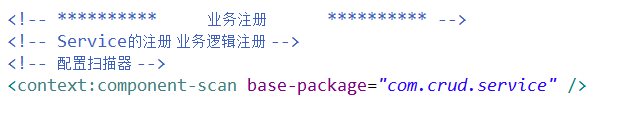 <!-- **********     业务注册      ********** -->
<!-- Service的注册 业务逻辑注册 -->
<!-- 配置扫描器 -->
<context:component-scan base-package="com.crud.service" />